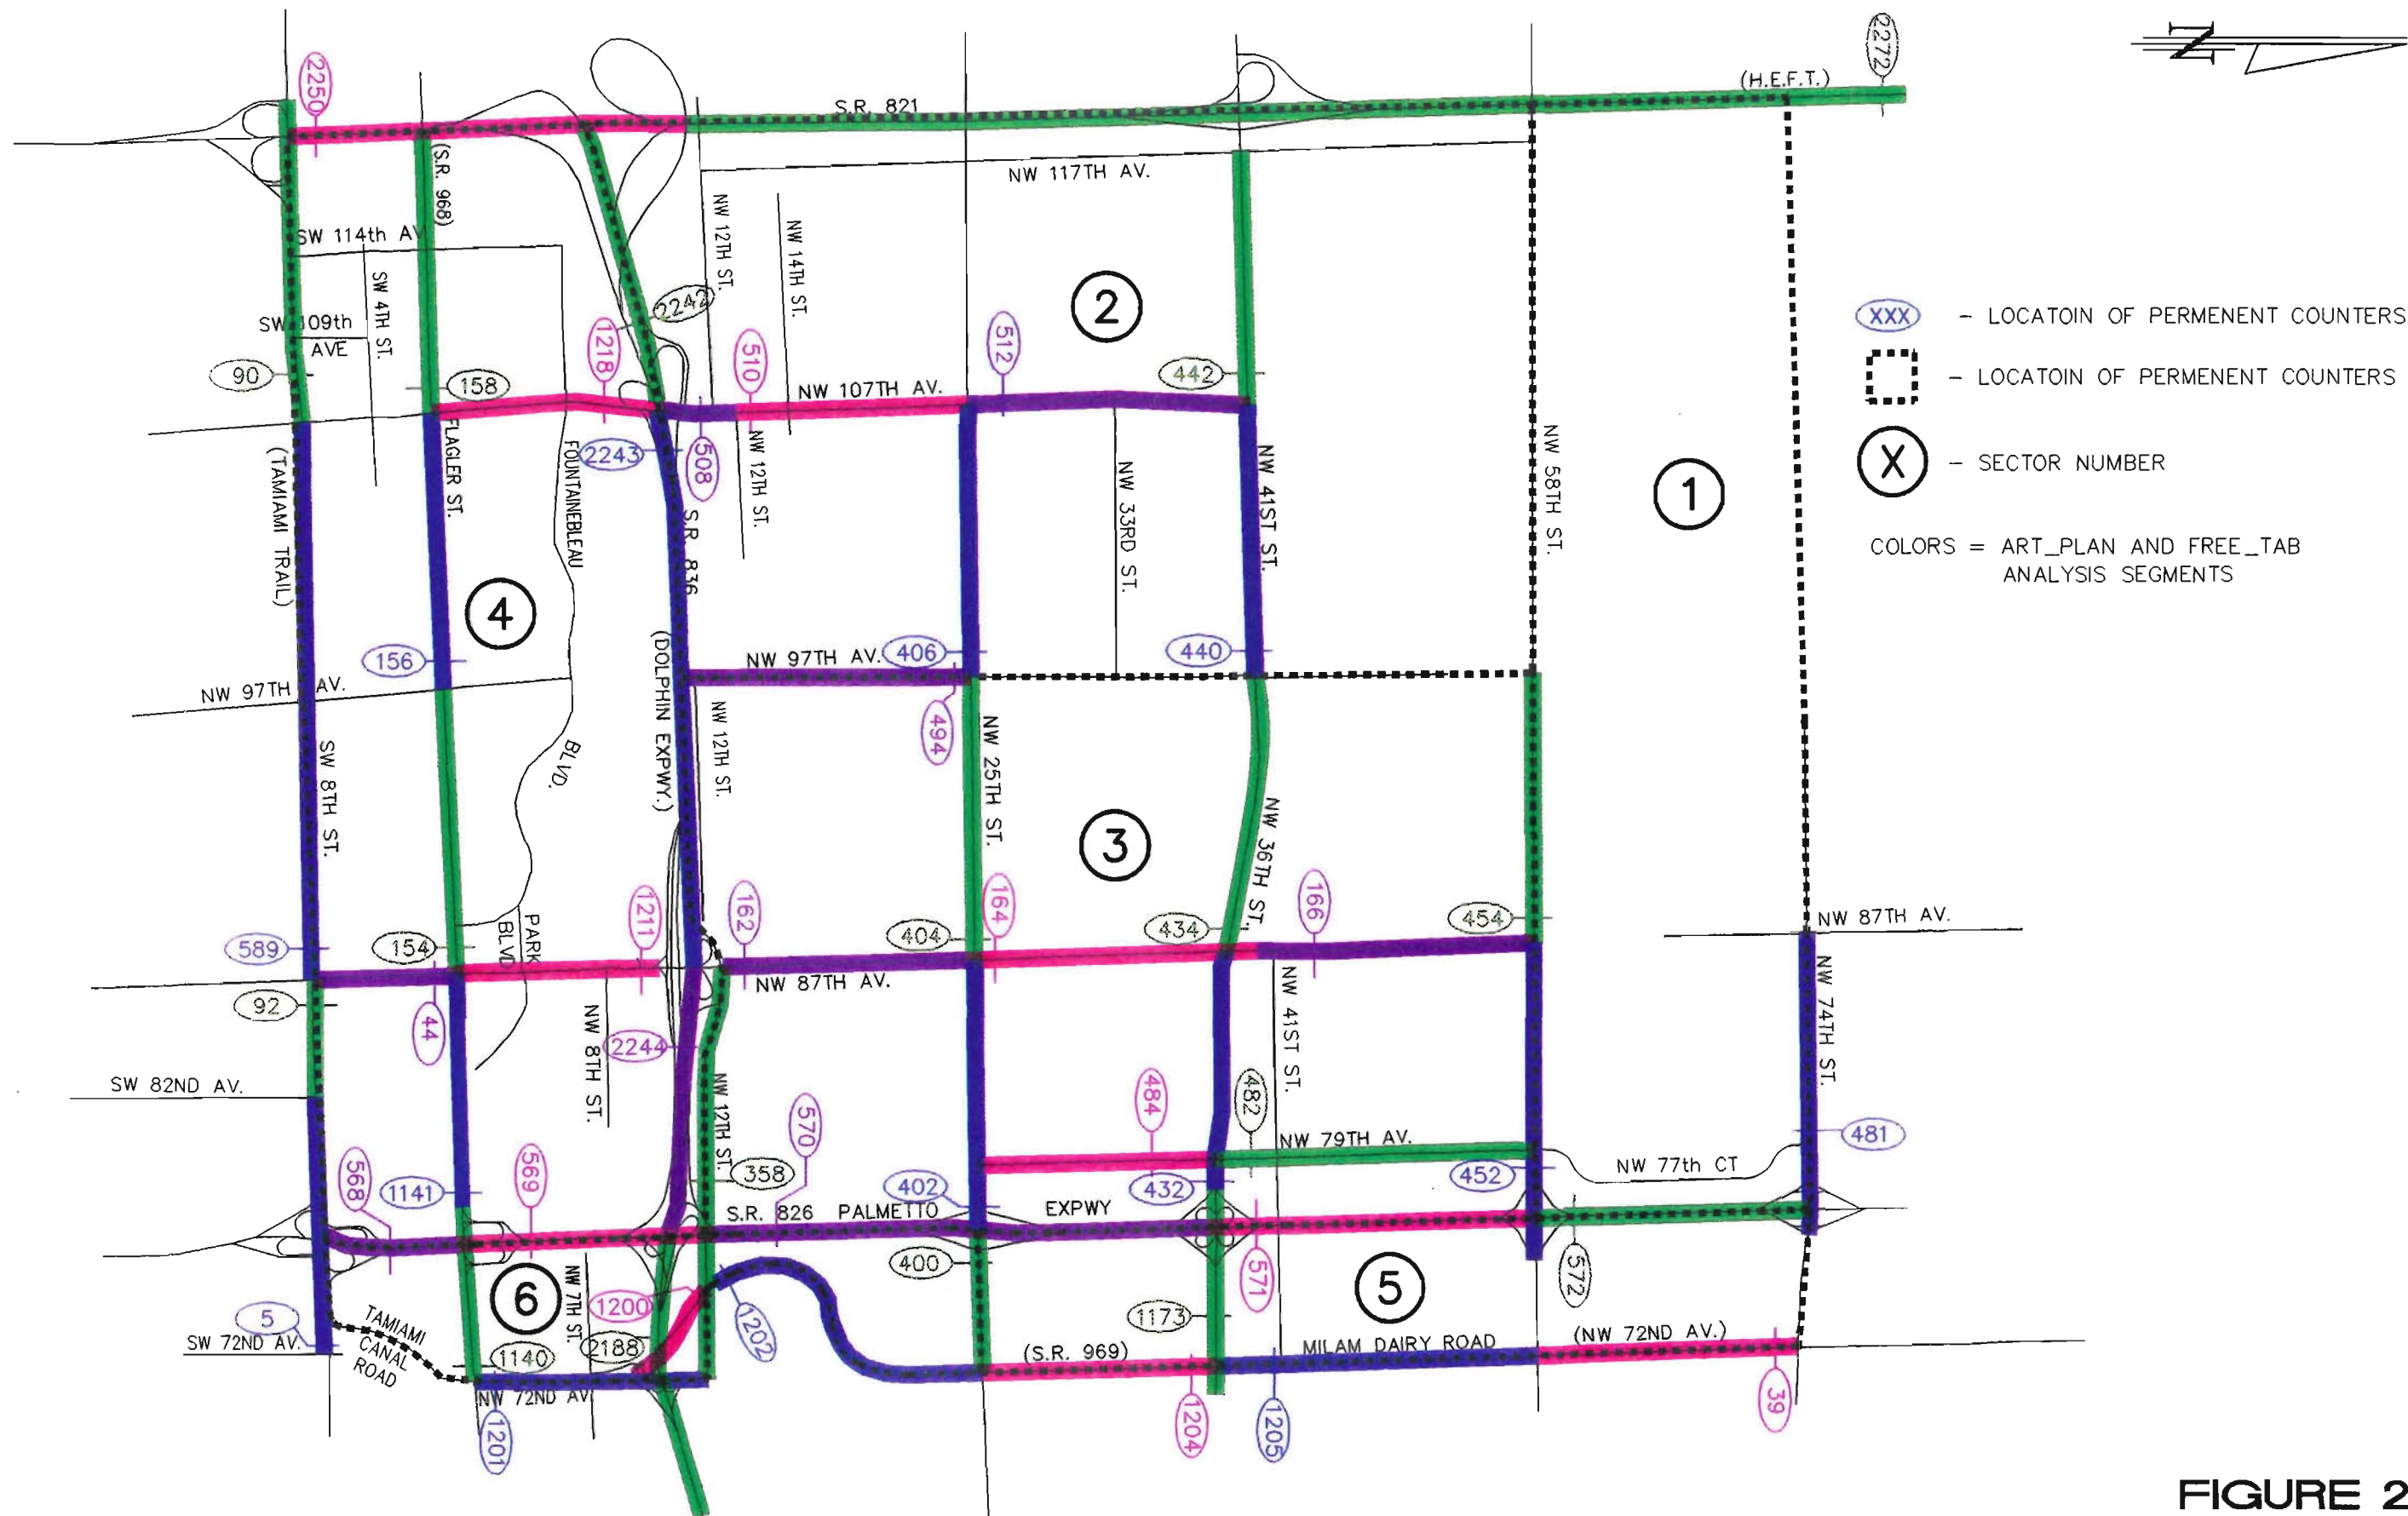 2250
2272
N
(H.E.F.T.)
S.R. 821
(S.R. 968)
NW 117TH AV.
NW 12TH ST.
NW 14TH ST.
SW 114th AV
SW 4TH ST.
SW 109th
AVE
2242
1218
510
512
2
442
90
158
NW 107TH AV.
XXX - LOCATOIN OF PERMENENT COUNTERS
- LOCATOIN OF PERMENENT COUNTERS
X - SECTOR NUMBER
COLORS = ART_PLAN AND FREE_TAB
ANALYSIS SEGMENTS
(TAMIAMI TRAIL)
FLAGLER ST.
FOUNTAINEBLEAU
2243
508
NW 12TH ST.
S.R. 836
NW 33RD ST.
NW 41ST ST.
NW 58TH ST.
1
4
156
(DOLPHIN EXPWY.)
NW 97TH AV.
406
440
NW 97TH AV.
494
NW 12TH ST.
NW 25TH ST.
SW 8TH ST.
BLVD.
3
NW 36TH ST.
589
154
PARK
BLVD
1211
162
404
164
434
166
454
NW 87TH AV.
92
44
NW 87TH AV.
NW 8TH ST.
2244
NW 41ST ST.
NW 74TH ST.
SW 82ND AV.
NW 12TH ST.
570
484
482
NW 79TH AV.
481
568
1141
569
358
402
432
452
NW 77th CT
S.R. 826 PALMETTO EXPWY
400
571
572
5
6
NW 7TH ST.
1200
1202
1173
5
SW 72ND AV.
TAMIAMI
CANAL
ROAD
1140
2188
(S.R. 969)
MILAM DAIRY ROAD
(NW 72ND AV.)
NW 72ND AV
1201
1204
1205
39
FIGURE 2